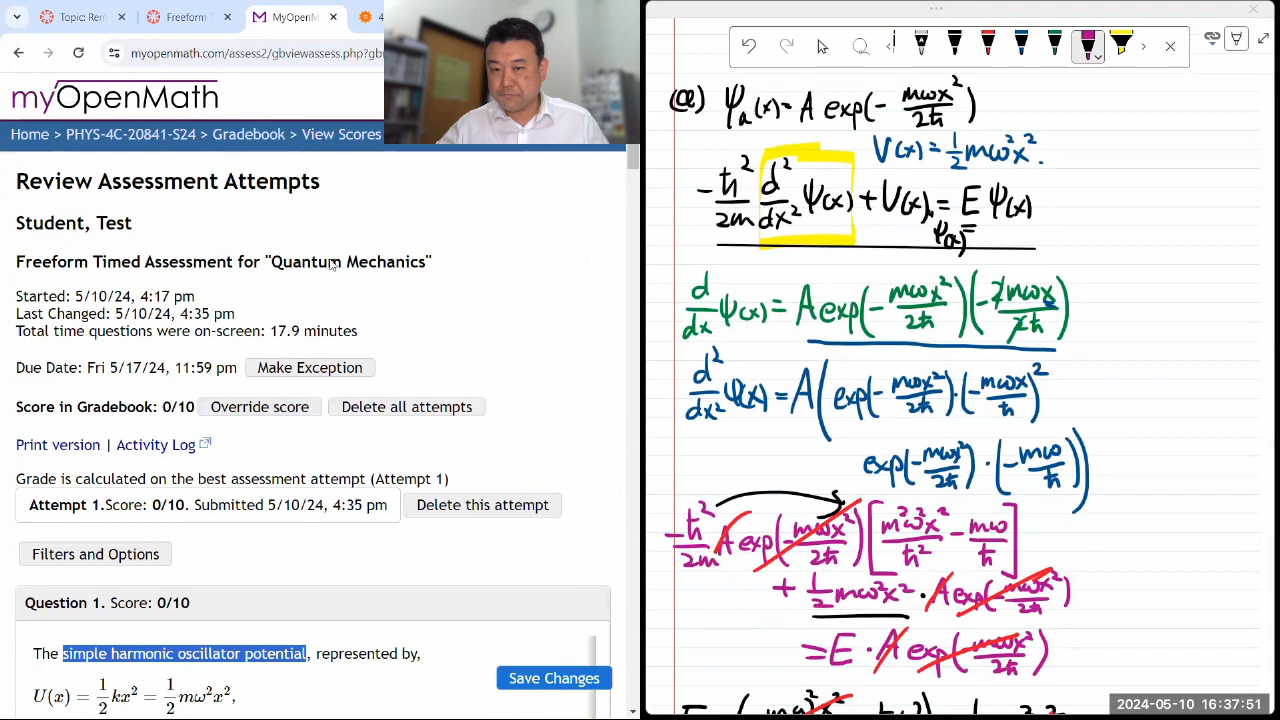 Topic: Rem
Freeform
MyOpenM
4
myopenmath.com/assess2/gbviewassess.php?gb
myOpenMath
Home > PHYS-4C-20841-S24 > Gradebook > View Scores
Review Assessment Attempts
Student, Test
Freeform Timed Assessment for "Quantum Mechanics"
Started: 5/10/24, 4:17 pm
Last Changed: 5/10/24, 4:35 pm
Total time questions were on-screen: 17.9 minutes
Due Date: Fri 5/17/24, 11:59 pm Make Exception
Score in Gradebook: 0/10 Override score Delete all attempts
Print version | Activity Log
Grade is calculated on the best assessment attempt (Attempt 1)
Attempt 1. Score: 0/10. Submitted 5/10/24, 4:35 pm Delete this attempt
Filters and Options
Question 1. Score: 0/10
The simple harmonic oscillator potential, represented by,
U(x) = 1/2 kx² = 1/2 mω²x²,
Save Changes
(a) ψₐ(x) = A exp(- mωx²/2ħ)
V(x) = 1/2 mω²x².
-ħ²/2m d²/dx² ψ(x) + V(x) = E ψ(x)
ψ(x)
d/dx ψ(x) = A exp(- mωx²/2ħ)(- 2mωx/2ħ)
d²/dx² ψ(x) = A(exp(- mωx²/2ħ)·(- mωx/ħ)²
exp(- mωx²/2ħ)·(- mω/ħ))
-ħ²/2m A exp(- mωx²/2ħ)[m²ω²x²/ħ² - mω/ħ]
+ 1/2 mω²x² · A exp(- mωx²/2ħ)
= E · A exp(- mωx²/2ħ)
2024-05-10 16:37:51